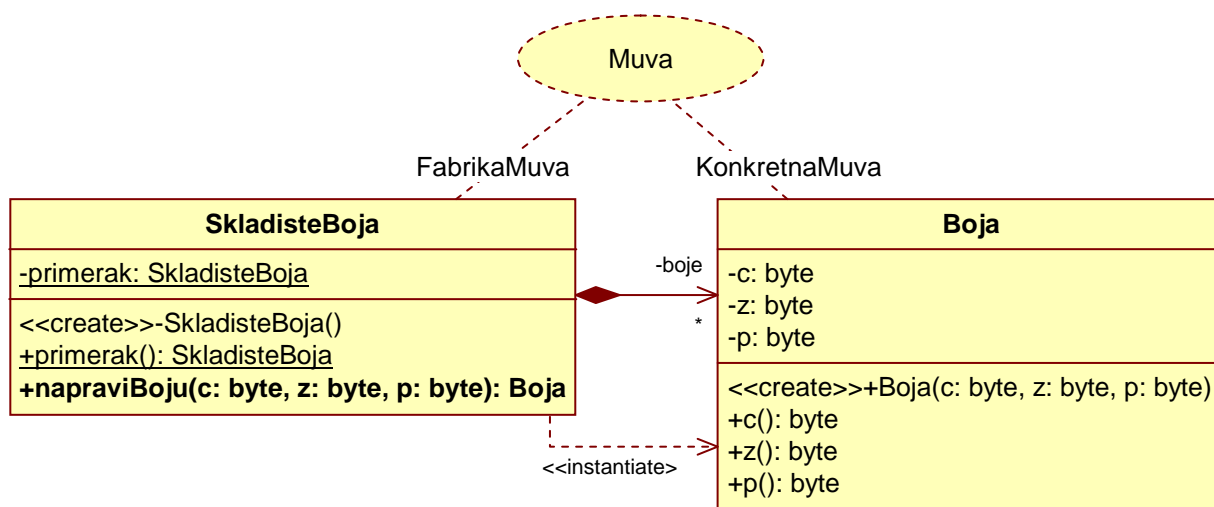 Muva
FabrikaMuva
KonkretnaMuva
SkladisteBoja
-primerak: SkladisteBoja
<<create>>-SkladisteBoja()
+primerak(): SkladisteBoja
+napraviBoju(c: byte, z: byte, p: byte): Boja
-boje
*
<<instantiate>
Boja
-c: byte
-z: byte
-p: byte
<<create>>+Boja(c: byte, z: byte, p: byte)
+c(): byte
+z(): byte
+p(): byte